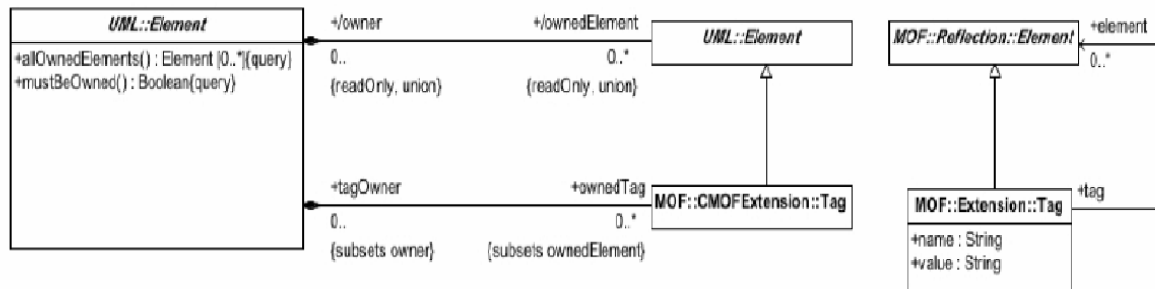 UML::Element
+allOwnedElements() : Element [0..*]{query}
+mustBeOwned() : Boolean{query}
+/owner
0..
{readOnly, union}
+/ownedElement
0..*
{readOnly, union}
UML::Element
+tagOwner
0..
{subsets owner}
+ownedTag
0..*
{subsets ownedElement}
MOF::CMOFExtension::Tag
MOF::Reflection::Element
+element
0..*
+tag
MOF::Extension::Tag
+name : String
+value : String